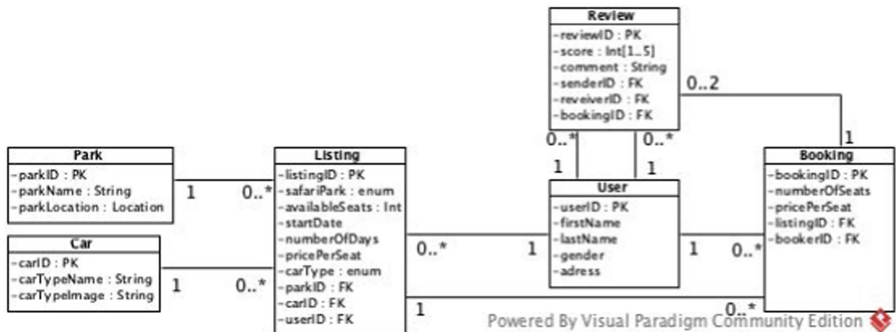 Review
-reviewID : PK
-score : Int[1..5]
-comment : String
-senderID : FK
-reveiverID : FK
-bookingID : FK
0..2
0..*
0..*
1
1
1
Park
-parkID : PK
-parkName : String
-parkLocation : Location
1
0..*
Car
-carID : PK
-carTypeName : String
-carTypeImage : String
1
0..*
Listing
-listingID : PK
-safariPark : enum
-availableSeats : Int
-startDate
-numberOfDays
-pricePerSeat
-carType : enum
-parkID : FK
-carID : FK
-userID : FK
0..*
1
User
-userID : PK
-firstName
-lastName
-gender
-adress
1
0..*
Booking
-bookingID : PK
-numberOfSeats
-pricePerSeat
-listingID : FK
-bookerID : FK
1
0..*
Powered By Visual Paradigm Community Edition